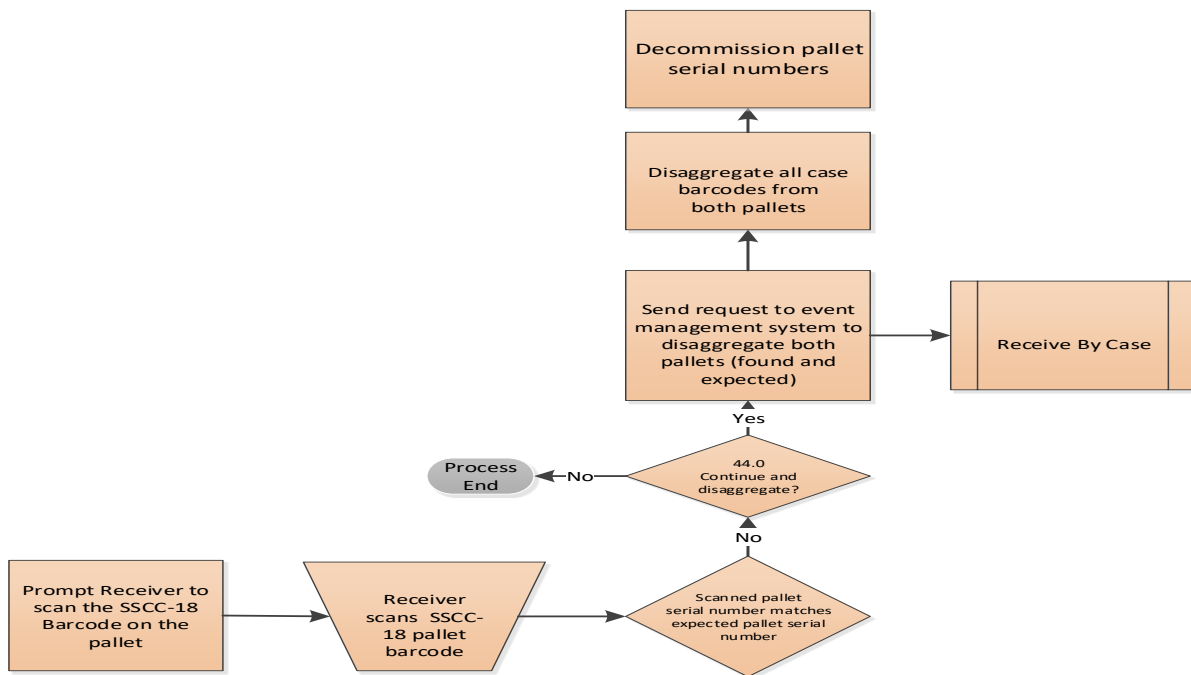 Decommission pallet
serial numbers
Disaggregate all case
barcodes from
both pallets
Send request to event
management system to
disaggregate both
pallets (found and
expected)
Receive By Case
Yes
44.0
Continue and
disaggregate?
No
Process
End
No
Prompt Receiver to
scan the SSCC-18
Barcode on the
pallet
Receiver
scans SSCC-
18 pallet
barcode
Scanned pallet
serial number matches
expected pallet serial
number